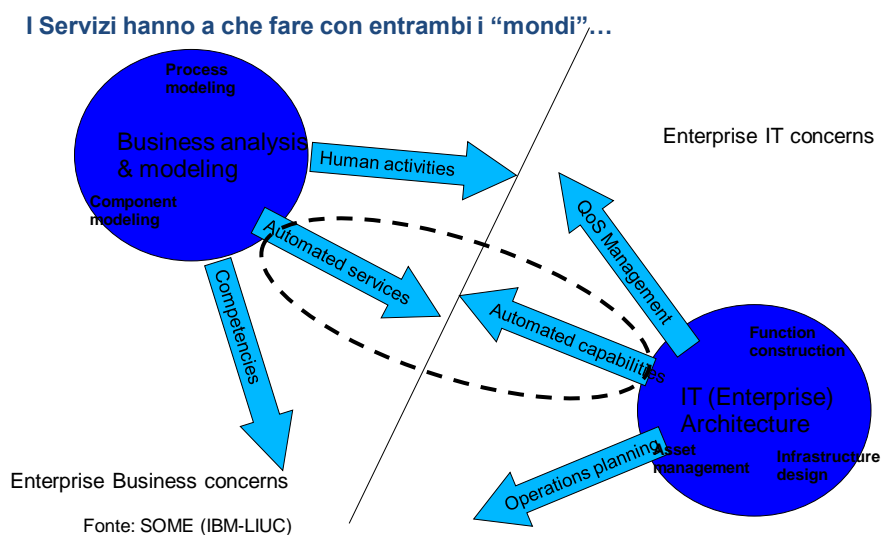 I Servizi hanno a che fare con entrambi i “mondi”…
Process
modeling
Business analysis
& modeling
Component
modeling
Human activities
Enterprise IT concerns
Automated services
QoS Management
Competencies
Automated capabilities
Function
construction
IT (Enterprise)
Architecture
Asset
management
Infrastructure
design
Operations planning
Enterprise Business concerns
Fonte: SOME (IBM-LIUC)